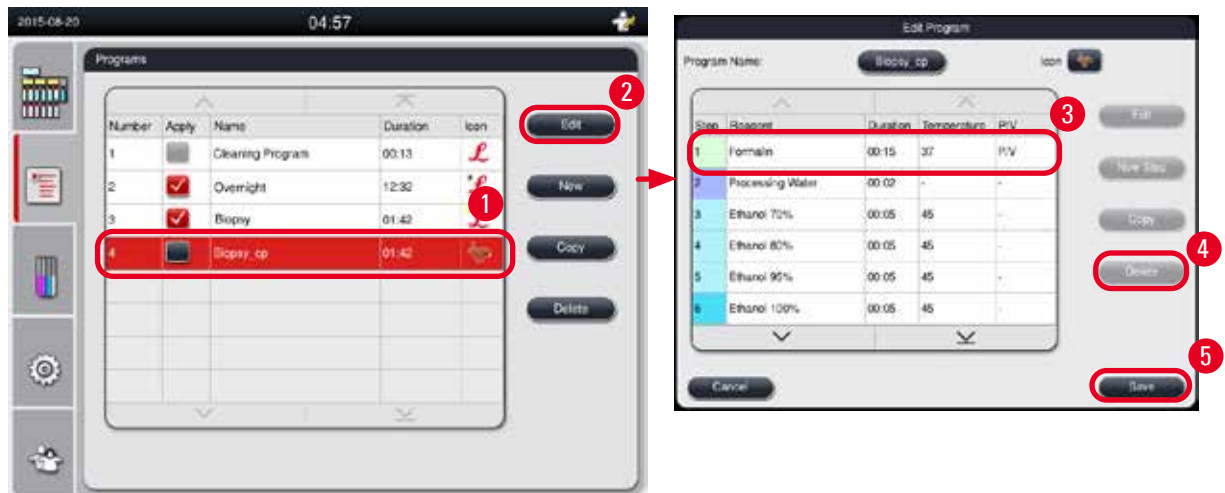 2015-08-20 04:57
Programs
Number Apply Name Duration Icon
1 Cleaning Program 00:13
2 Overnight 12:32
3 Biopsy 01:42
4 Biopsy_cp 01:42
Edit
New
Copy
Delete
1
2
Edit Program
Program Name: Biopsy_cp Icon
Step Reagent Duration Temperature P/V
1 Formalin 00:15 37 P/V
2 Processing Water 00:02 - -
3 Ethanol 70% 00:05 45 -
4 Ethanol 80% 00:05 45 -
5 Ethanol 95% 00:05 45 -
6 Ethanol 100% 00:05 45 -
Edit
New Step
Copy
Delete
Cancel
Save
3
4
5